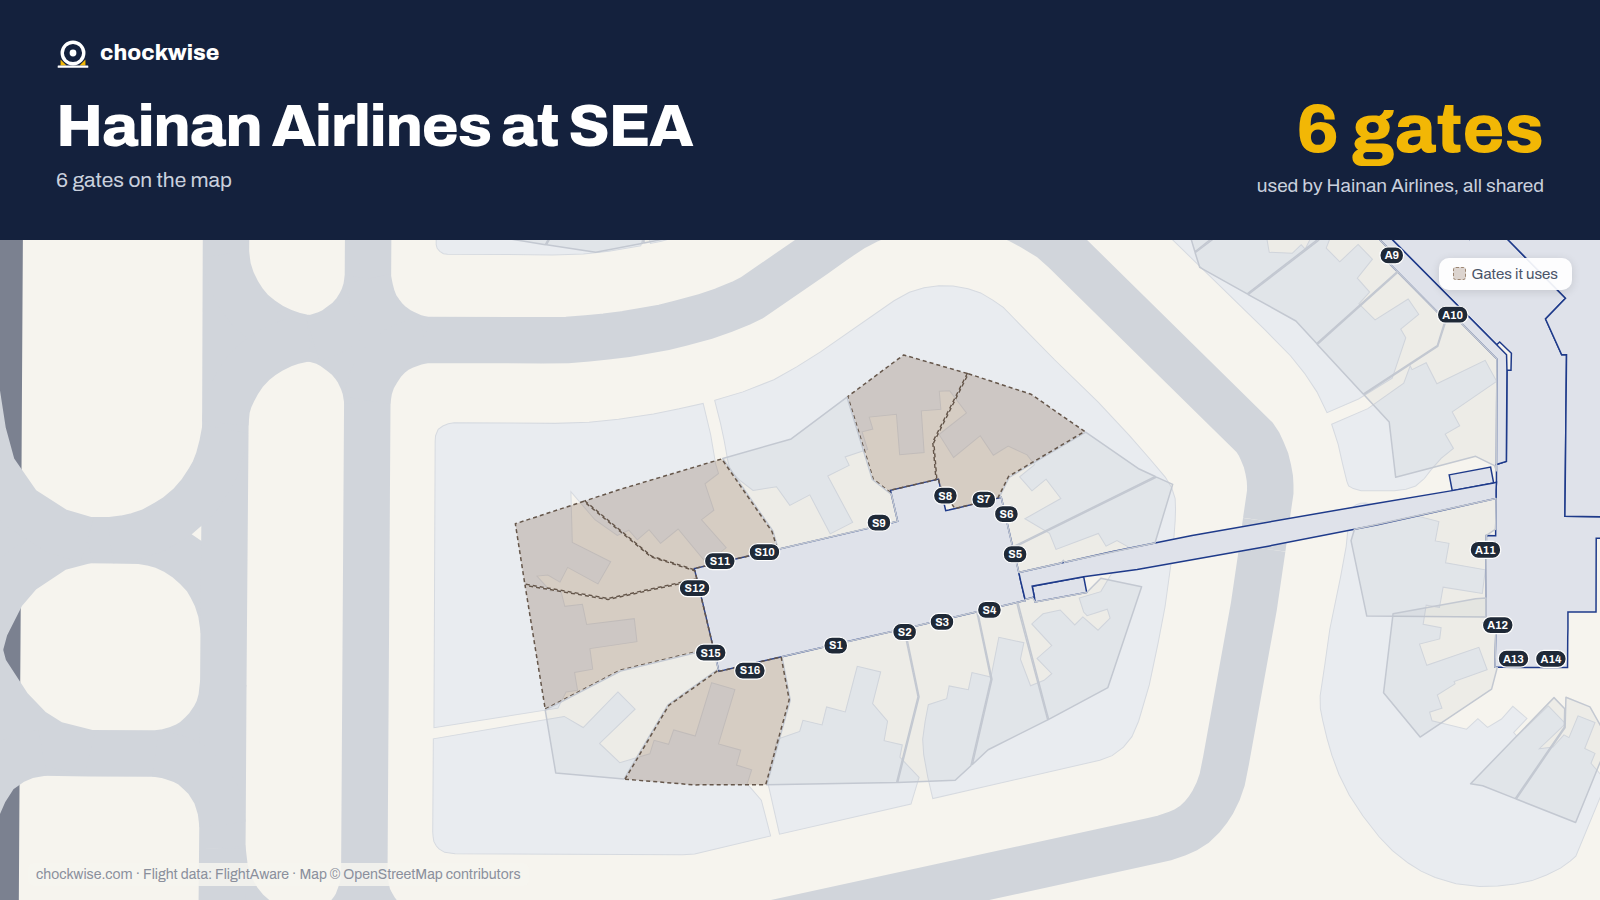 chockwise
Hainan Airlines at SEA
6 gates on the map
6 gates
used by Hainan Airlines, all shared
A9
Gates it uses
A10
S8
S7
S6
S9
S10
S5
S11
S12
A11
S4
S3
S2
S1
S15
S16
A12
A13
A14
chockwise.com · Flight data: FlightAware · Map © OpenStreetMap contributors